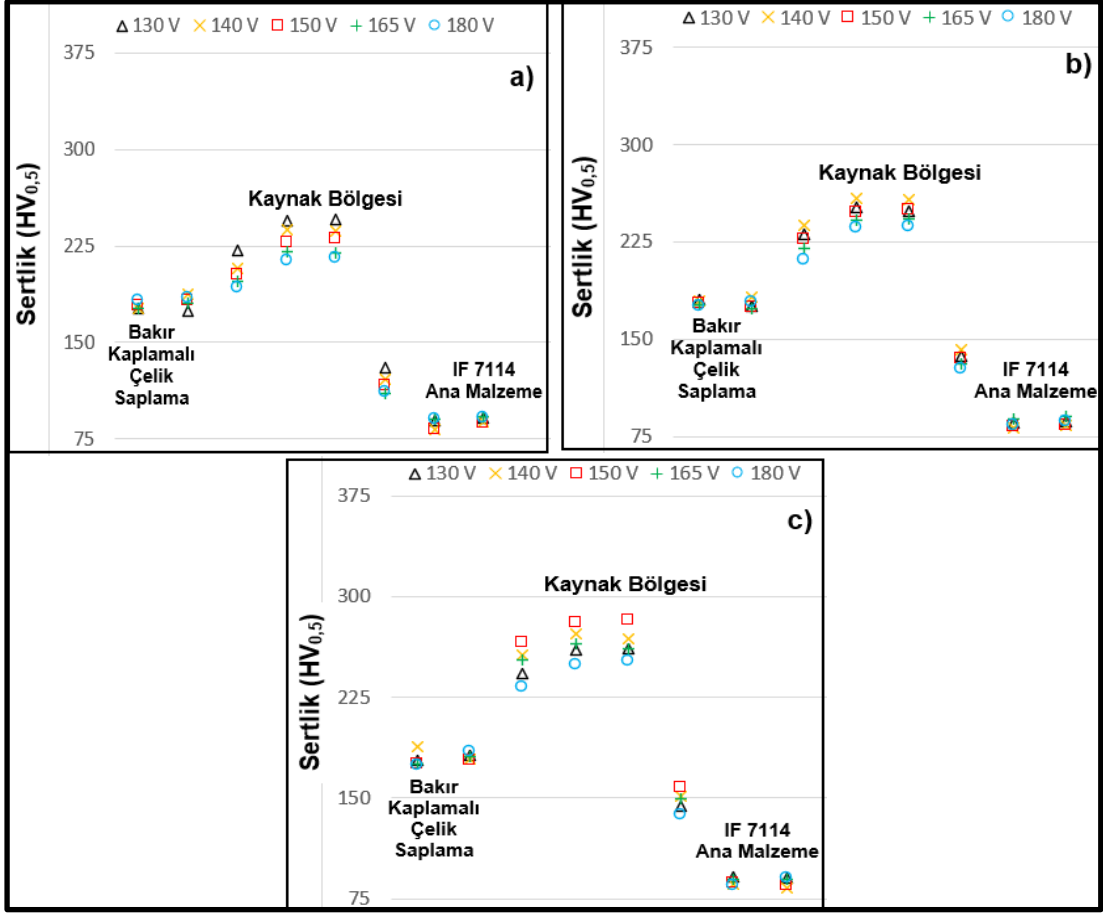 130 V 140 V 150 V 165 V 180 V
375
a)
300
Kaynak Bölgesi
225
150
75
Sertlik (HV0,5)
Bakır
Kaplamalı
Çelik
Saplama
IF 7114
Ana Malzeme
130 V 140 V 150 V 165 V 180 V
375
b)
300
Kaynak Bölgesi
225
150
75
Sertlik (HV0,5)
Bakır
Kaplamalı
Çelik
Saplama
IF 7114
Ana Malzeme
130 V 140 V 150 V 165 V 180 V
375
c)
300
Kaynak Bölgesi
225
150
75
Sertlik (HV0,5)
Bakır
Kaplamalı
Çelik
Saplama
IF 7114
Ana Malzeme